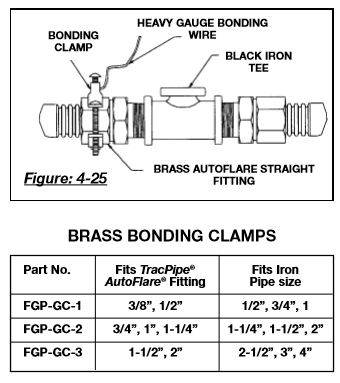 HEAVY GAUGE BONDING
WIRE
BONDING
CLAMP
BLACK IRON
TEE
BRASS AUTOFLARE STRAIGHT
FITTING
Figure: 4-25
BRASS BONDING CLAMPS
Part No. Fits TracPipe® Fits Iron
AutoFlare® Fitting Pipe size
FGP-GC-1 3/8", 1/2" 1/2", 3/4", 1
FGP-GC-2 3/4", 1", 1-1/4" 1-1/4", 1-1/2", 2"
FGP-GC-3 1-1/2", 2" 2-1/2", 3", 4"